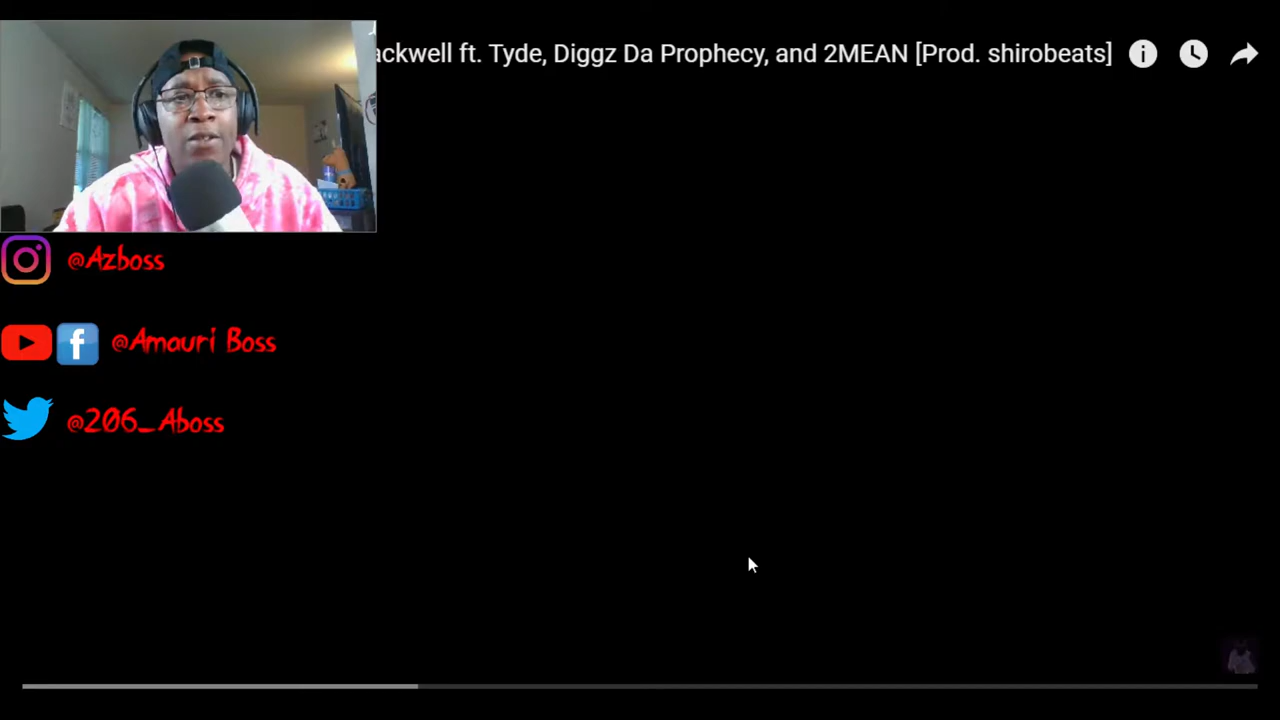 ackwell ft. Tyde, Diggz Da Prophecy, and 2MEAN [Prod. shirobeats]
@Azboss
@Amauri Boss
@206_Aboss